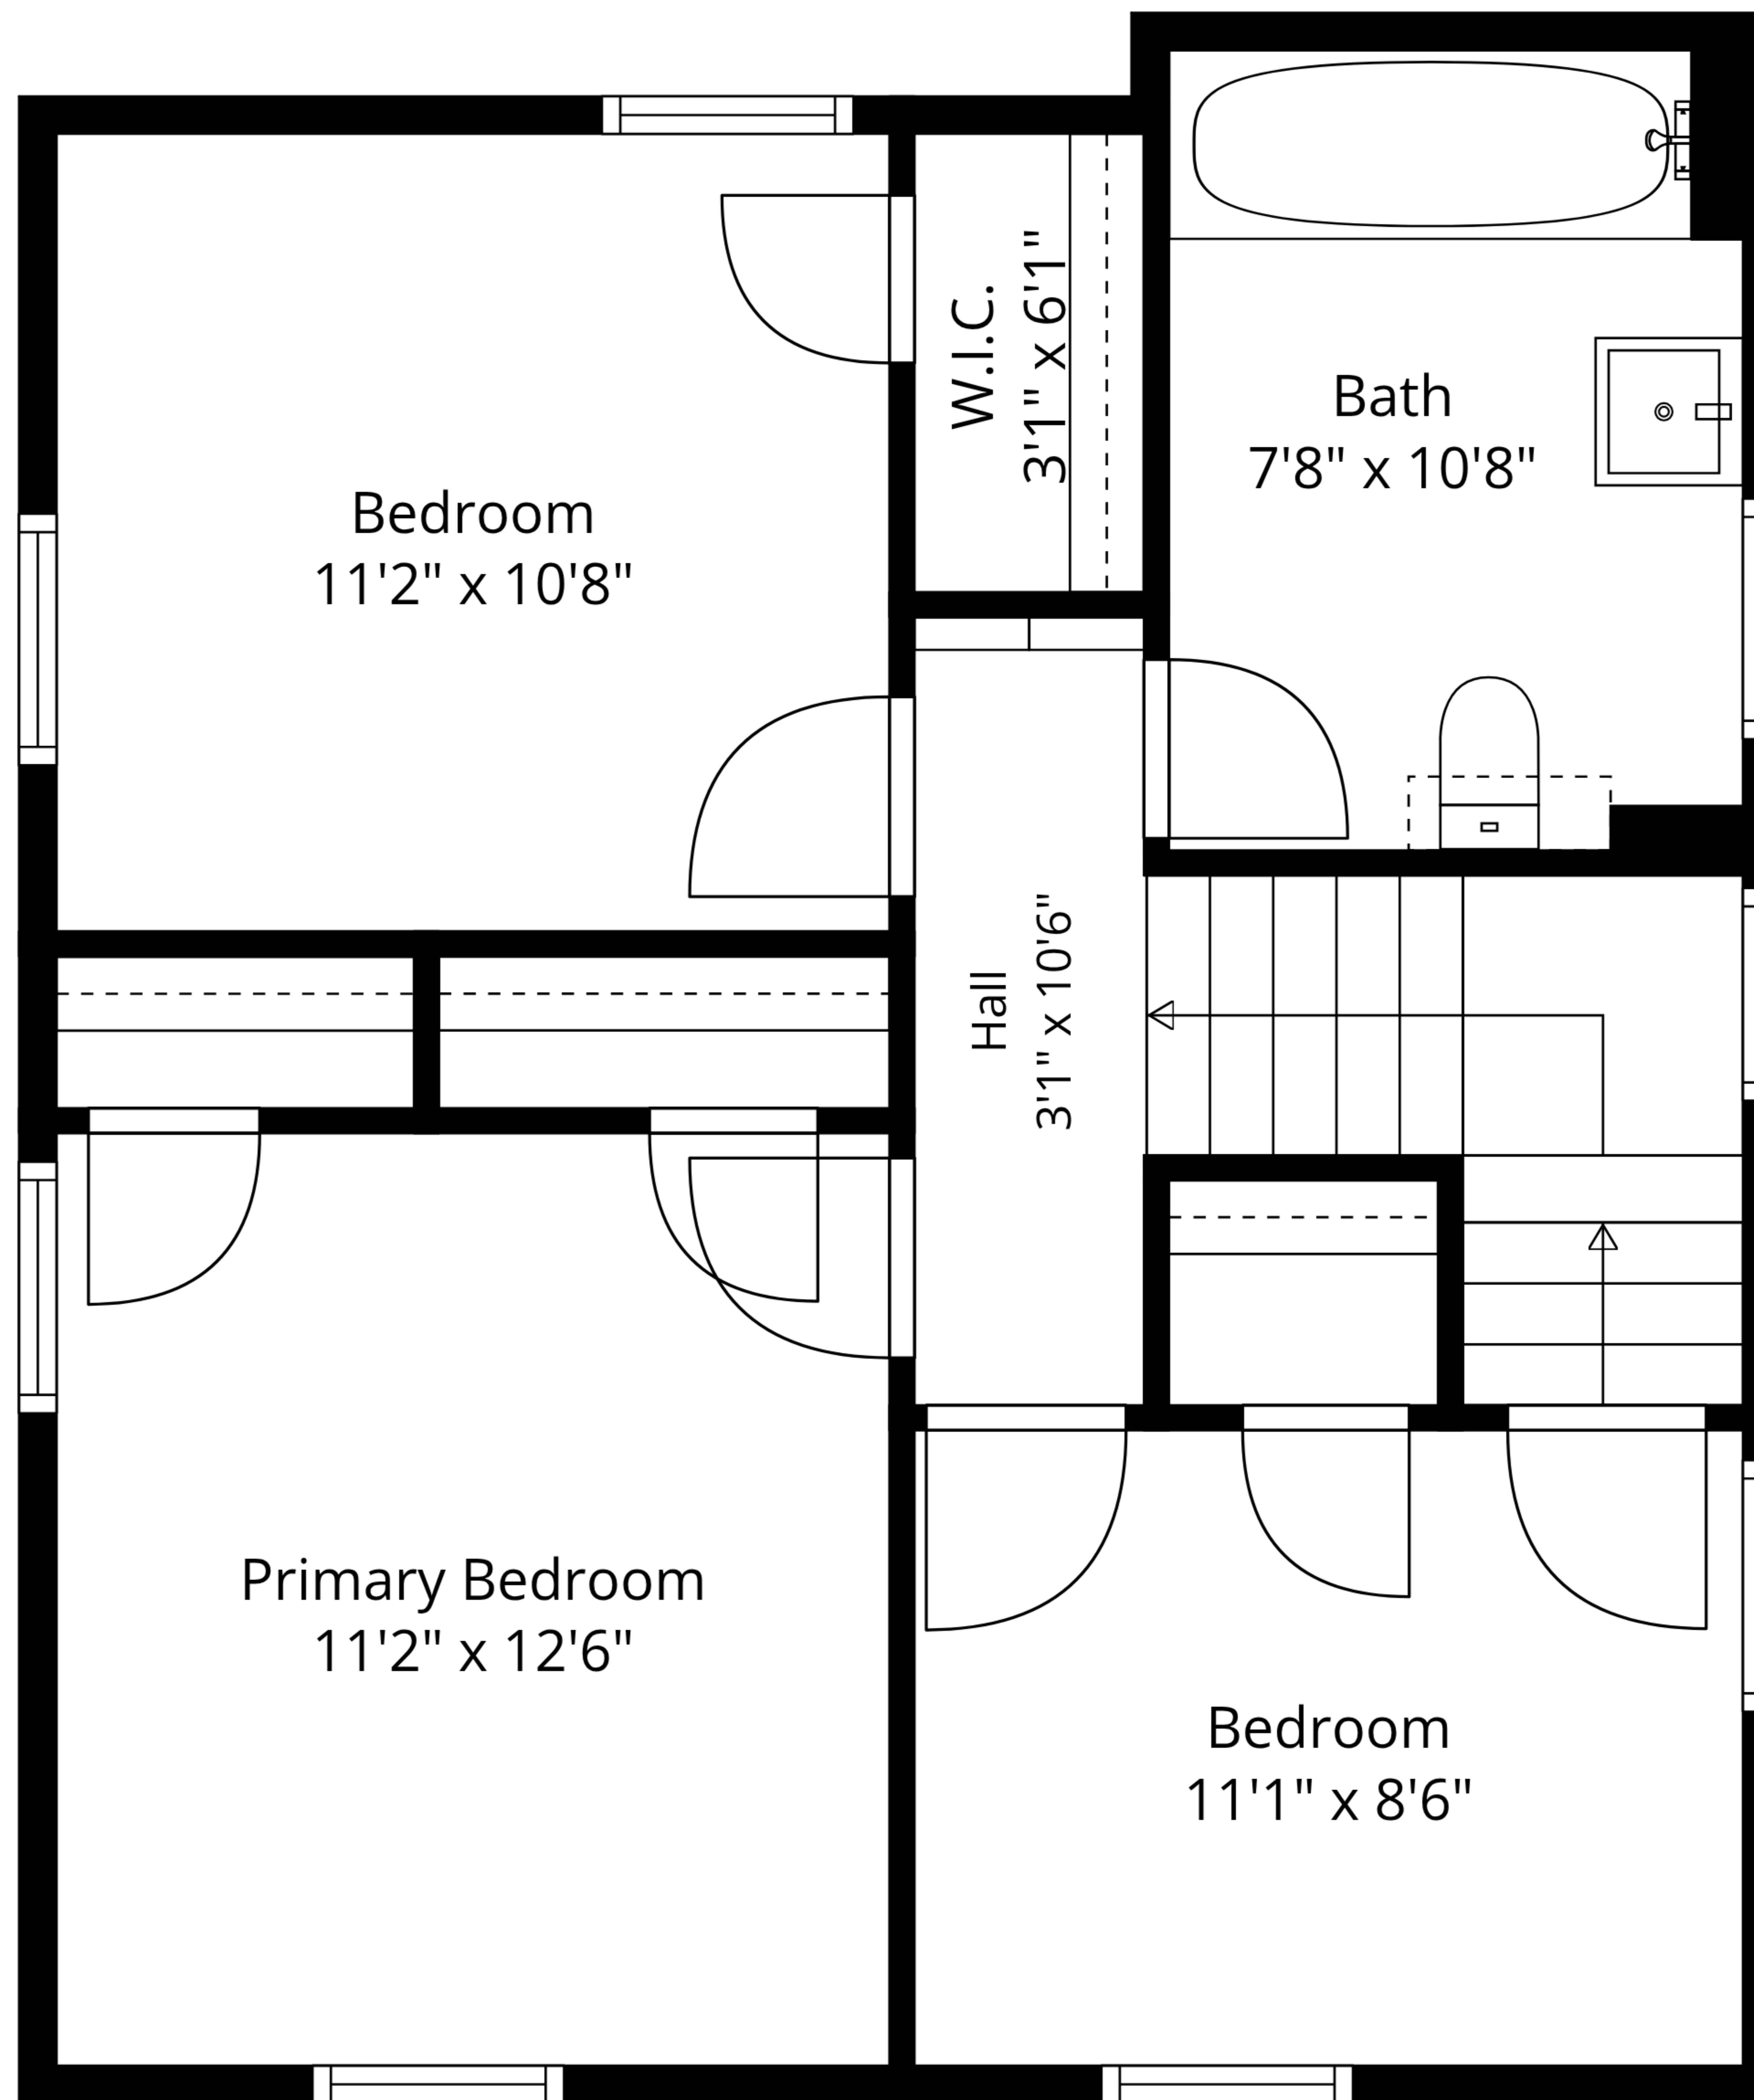 W.I.C.
3'1" x 6'1"
Bath
7'8" x 10'8"
Bedroom
11'2" x 10'8"
Hall
3'1" x 10'6"
Primary Bedroom
11'2" x 12'6"
Bedroom
11'1" x 8'6"